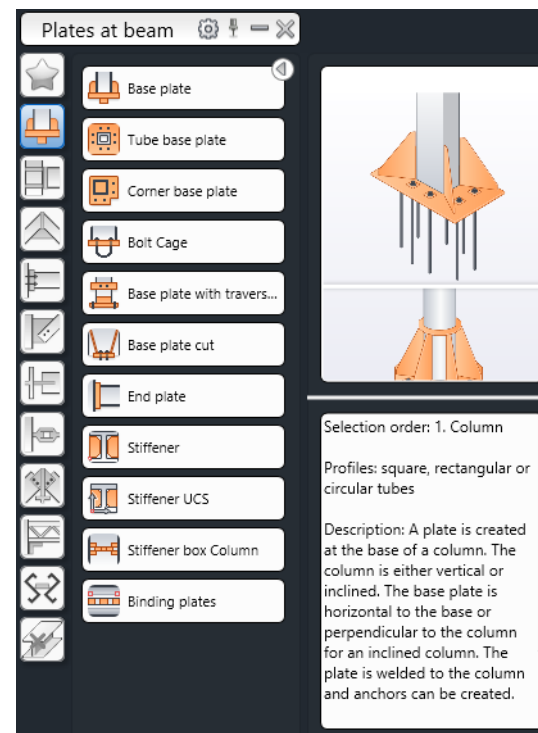 Plates at beam
Base plate
Tube base plate
Corner base plate
Bolt Cage
Base plate with travers...
Base plate cut
End plate
Stiffener
Stiffener UCS
Stiffener box Column
Binding plates
Selection order: 1. Column
Profiles: square, rectangular or
circular tubes
Description: A plate is created
at the base of a column. The
column is either vertical or
inclined. The base plate is
horizontal to the base or
perpendicular to the column
for an inclined column. The
plate is welded to the column
and anchors can be created.